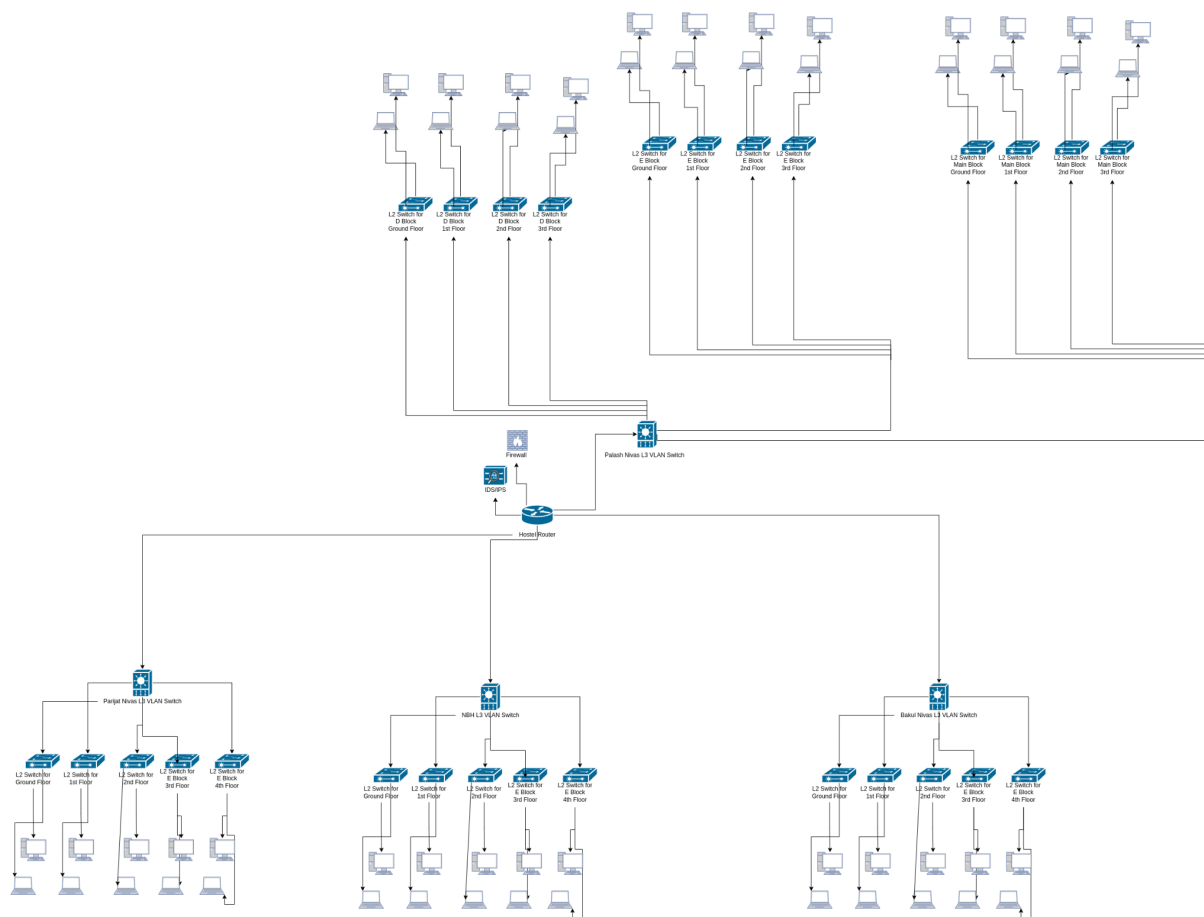 L2 Switch for
E Block
Ground Floor
L2 Switch for
E Block
1st Floor
L2 Switch for
E Block
2nd Floor
L2 Switch for
E Block
3rd Floor
L2 Switch for
Main Block
Ground Floor
L2 Switch for
Main Block
1st Floor
L2 Switch for
Main Block
2nd Floor
L2 Switch for
Main Block
3rd Floor
L2 Switch for
D Block
Ground Floor
L2 Switch for
D Block
1st Floor
L2 Switch for
D Block
2nd Floor
L2 Switch for
D Block
3rd Floor
Firewall
Palash Nivas L3 VLAN Switch
IDS/IPS
Hostel Router
Parijat Nivas L3 VLAN Switch
NBH L3 VLAN Switch
Bakul Nivas L3 VLAN Switch
L2 Switch for
Ground Floor
L2 Switch for
1st Floor
L2 Switch for
2nd Floor
L2 Switch for
E Block
3rd Floor
L2 Switch for
E Block
4th Floor
L2 Switch for
Ground Floor
L2 Switch for
1st Floor
L2 Switch for
2nd Floor
L2 Switch for
E Block
3rd Floor
L2 Switch for
E Block
4th Floor
L2 Switch for
Ground Floor
L2 Switch for
1st Floor
L2 Switch for
2nd Floor
L2 Switch for
E Block
3rd Floor
L2 Switch for
E Block
4th Floor